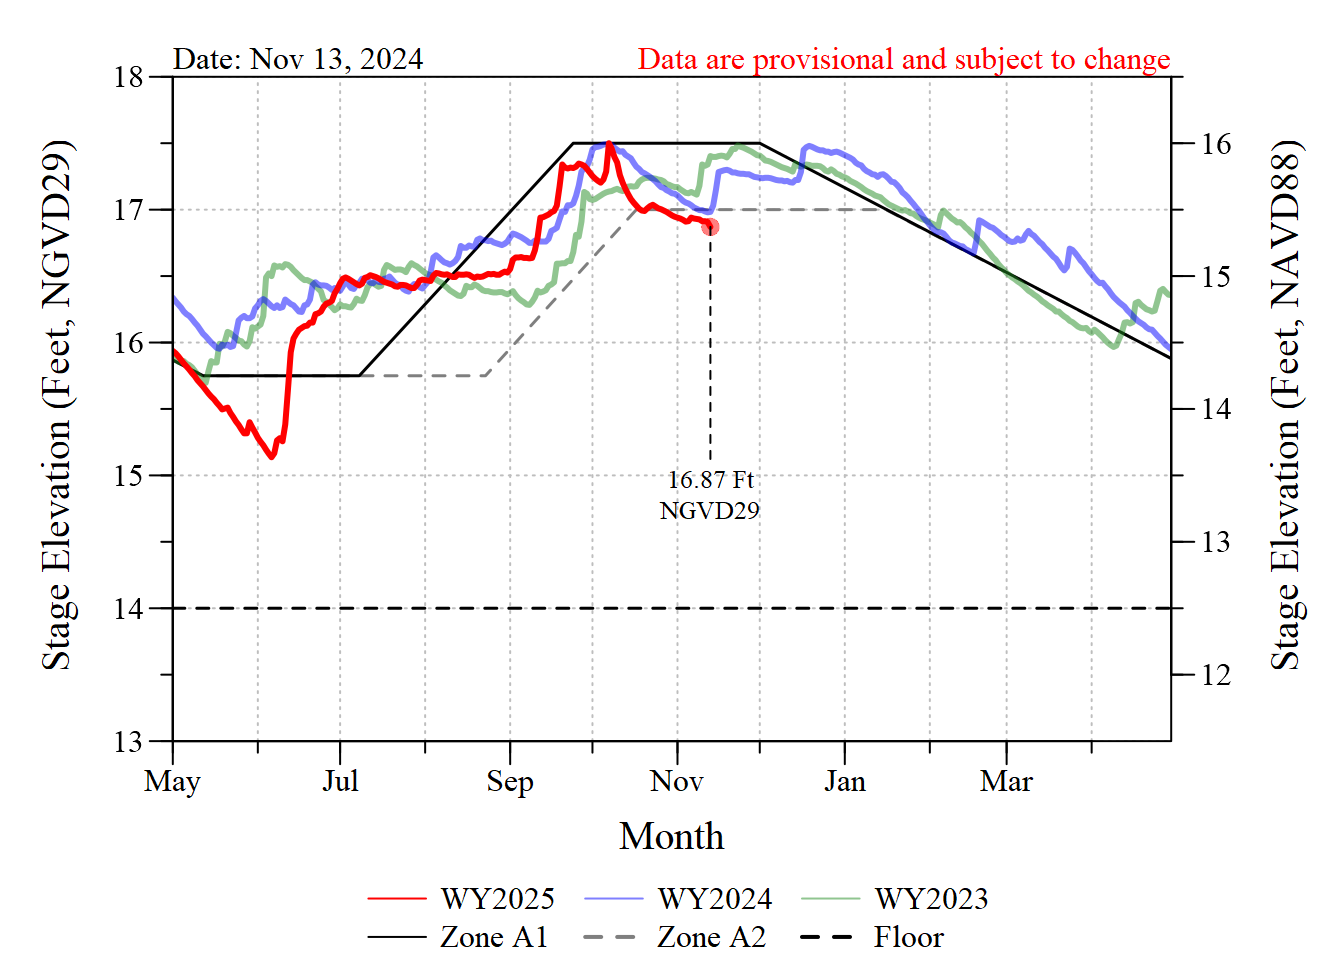 Date: Nov 13, 2024
Data are provisional and subject to change
18
17
16
15
14
13
Stage Elevation (Feet, NGVD29)
16
15
14
13
12
Stage Elevation (Feet, NAVD88)
16.87 Ft
NGVD29
May Jul Sep Nov Jan Mar
Month
WY2025 WY2024 WY2023
Zone A1 Zone A2 Floor